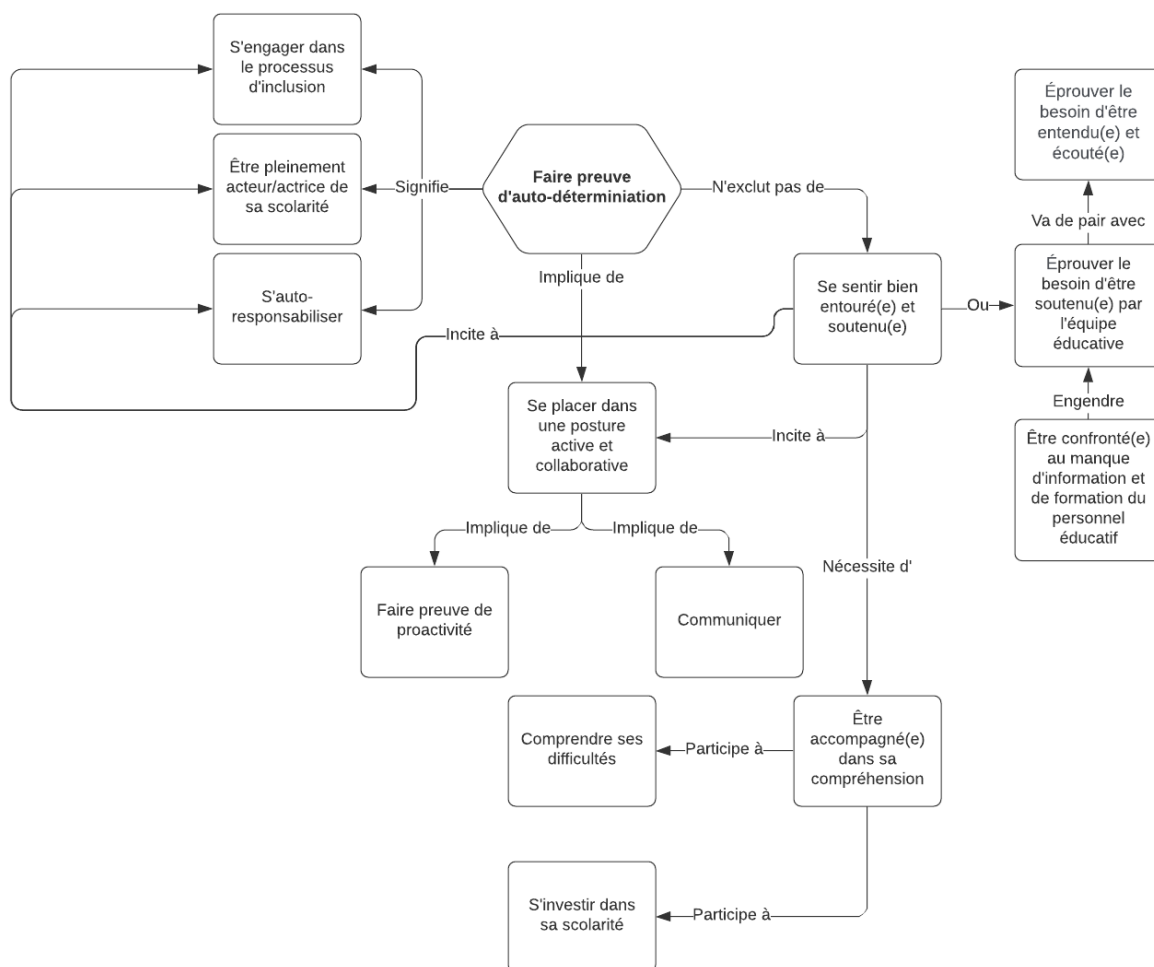 S'engager dans
le processus
d'inclusion
Être pleinement
acteur/actrice de
sa scolarité
S'auto-
responsabiliser
Signifie
Faire preuve
d'auto-déterminiation
N'exclut pas de
Implique de
Incite à
Se sentir bien
entouré(e) et
soutenu(e)
Ou
Éprouver le
besoin d'être
entendu(e) et
écouté(e)
Va de pair avec
Éprouver le
besoin d'être
soutenu(e) par
l'équipe
éducative
Engendre
Être confronté(e)
au manque
d'information et
de formation du
personnel
éducatif
Se placer dans
une posture
active et
collaborative
Incite à
Implique de
Implique de
Faire preuve de
proactivité
Communiquer
Nécessite d'
Être
accompagné(e)
dans sa
compréhension
Participe à
Comprendre ses
difficultés
Participe à
S'investir dans
sa scolarité